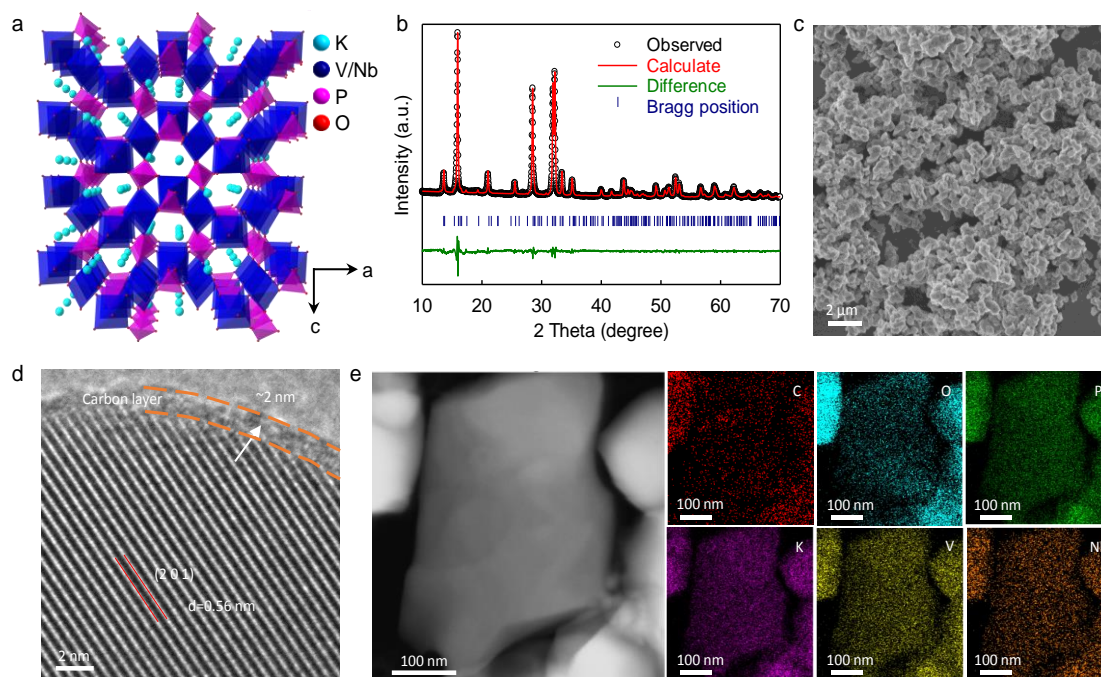 a
K
V/Nb
P
O
a
c
b
Observed
Calculate
Difference
Bragg position
Intensity (a.u.)
10 20 30 40 50 60 70
2 Theta (degree)
c
2 μm
d
Carbon layer
~2 nm
(2 0 1)
d=0.56 nm
2 nm
e
100 nm
C
100 nm
O
100 nm
P
100 nm
K
100 nm
V
100 nm
N
100 nm